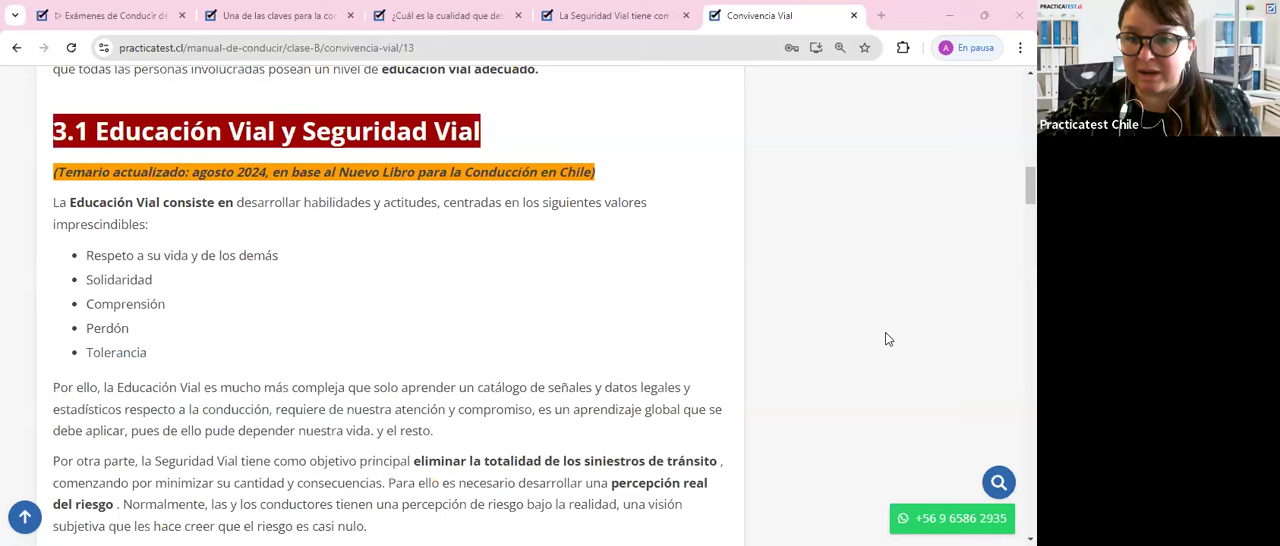 Exámenes de Conducir de
Una de las claves para la con
¿Cuál es la cualidad que deb
La Seguridad Vial tiene com
Convivencia Vial
practicatest.cl/manual-de-conducir/clase-B/convivencia-vial/13
A En pausa
PRACTICATEST.cl
Practicatest Chile
que todas las personas involucradas posean un nivel de educación vial adecuado.
3.1 Educación Vial y Seguridad Vial
(Temario actualizado: agosto 2024, en base al Nuevo Libro para la Conducción en Chile)
La Educación Vial consiste en desarrollar habilidades y actitudes, centradas en los siguientes valores
imprescindibles:
Respeto a su vida y de los demás
Solidaridad
Comprensión
Perdón
Tolerancia
Por ello, la Educación Vial es mucho más compleja que solo aprender un catálogo de señales y datos legales y
estadísticos respecto a la conducción, requiere de nuestra atención y compromiso, es un aprendizaje global que se
debe aplicar, pues de ello pude depender nuestra vida. y el resto.
Por otra parte, la Seguridad Vial tiene como objetivo principal eliminar la totalidad de los siniestros de tránsito ,
comenzando por minimizar su cantidad y consecuencias. Para ello es necesario desarrollar una percepción real
del riesgo . Normalmente, las y los conductores tienen una percepción de riesgo bajo la realidad, una visión
subjetiva que les hace creer que el riesgo es casi nulo.
+56 9 6586 2935